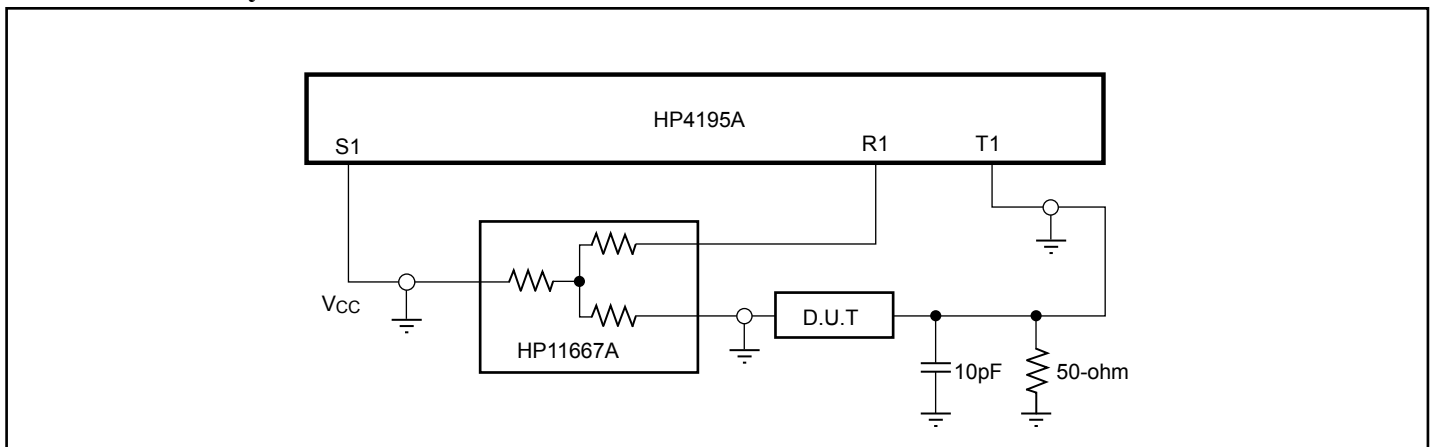 HP4195A
S1
R1
T1
VCC
HP11667A
D.U.T
10pF
50-ohm